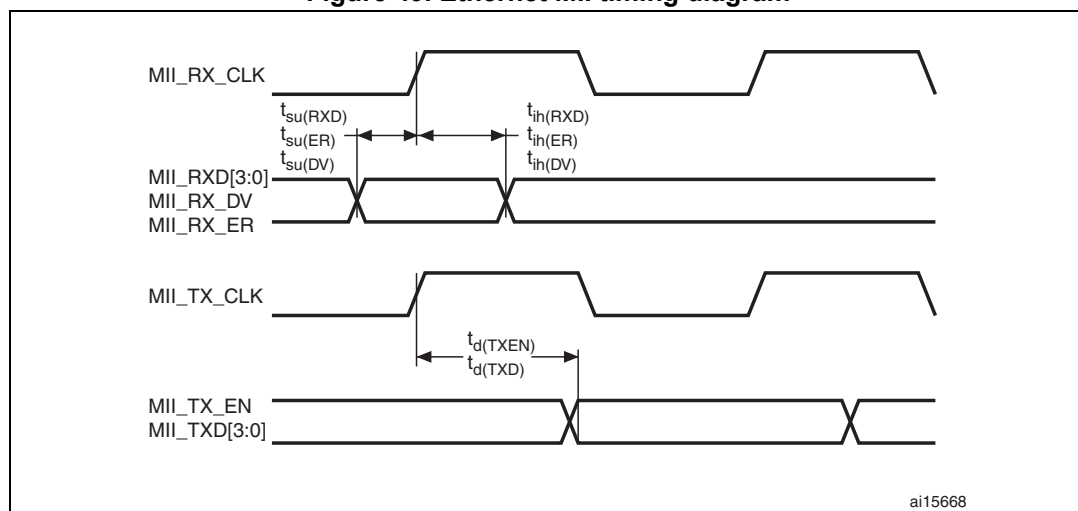 MII_RX_CLK
tsu(RXD)
tsu(ER)
tsu(DV)
tih(RXD)
tih(ER)
tih(DV)
MII_RXD[3:0]
MII_RX_DV
MII_RX_ER
MII_TX_CLK
td(TXEN)
td(TXD)
MII_TX_EN
MII_TXD[3:0]
ai15668